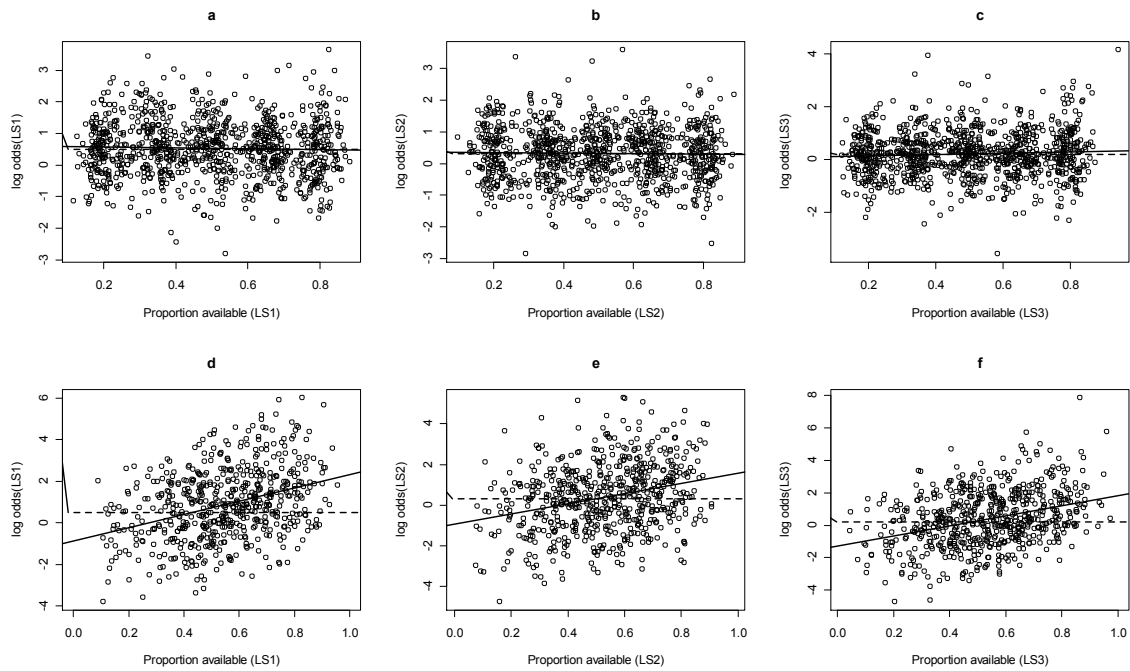 a
log odds(LS1)
3
2
1
0
-1
-2
-3
0.2 0.4 0.6 0.8
Proportion available (LS1)
b
log odds(LS2)
3
2
1
0
-1
-2
-3
0.2 0.4 0.6 0.8
Proportion available (LS2)
c
log odds(LS3)
4
2
0
-2
0.2 0.4 0.6 0.8
Proportion available (LS3)
d
log odds(LS1)
6
4
2
0
-2
-4
0.0 0.2 0.4 0.6 0.8 1.0
Proportion available (LS1)
e
log odds(LS2)
4
2
0
-2
-4
0.0 0.2 0.4 0.6 0.8 1.0
Proportion available (LS2)
f
log odds(LS3)
8
6
4
2
0
-2
-4
0.0 0.2 0.4 0.6 0.8 1.0
Proportion available (LS3)